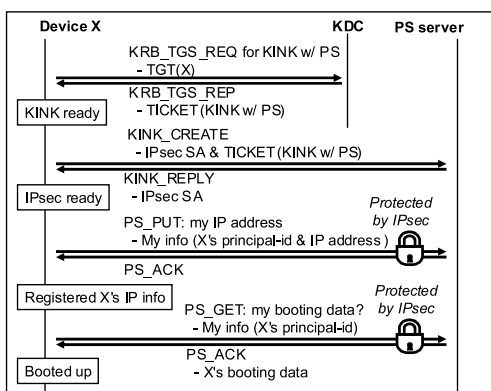 Device X KDC PS server
KRB_TGS_REQ for KINK w/ PS
- TGT(X)
KRB_TGS_REP
- TICKET(KINK w/ PS)
KINK ready
KINK_CREATE
- IPsec SA & TICKET(KINK w/ PS)
KINK_REPLY
- IPsec SA
IPsec ready
Protected
by IPsec
PS_PUT: my IP address
- My info (X's principal-id & IP address )
PS_ACK
Registered X's IP info
Protected
by IPsec
PS_GET: my booting data?
- My info (X's principal-id)
PS_ACK
- X's booting data
Booted up